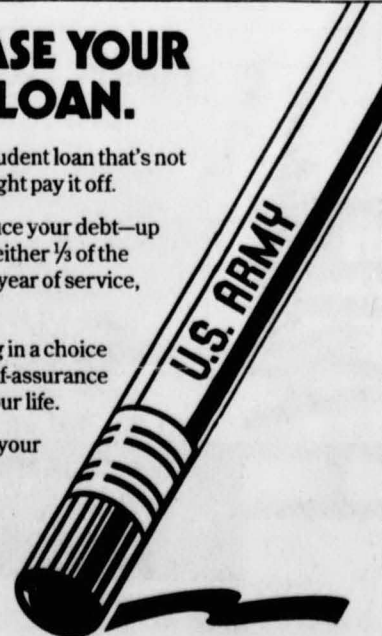 ASE YOUR
LOAN.
udent loan that's not
ght pay it off.
uce your debt—up
either ⅓ of the
year of service,
g in a choice
f-assurance
ur life.
your
U.S. ARMY